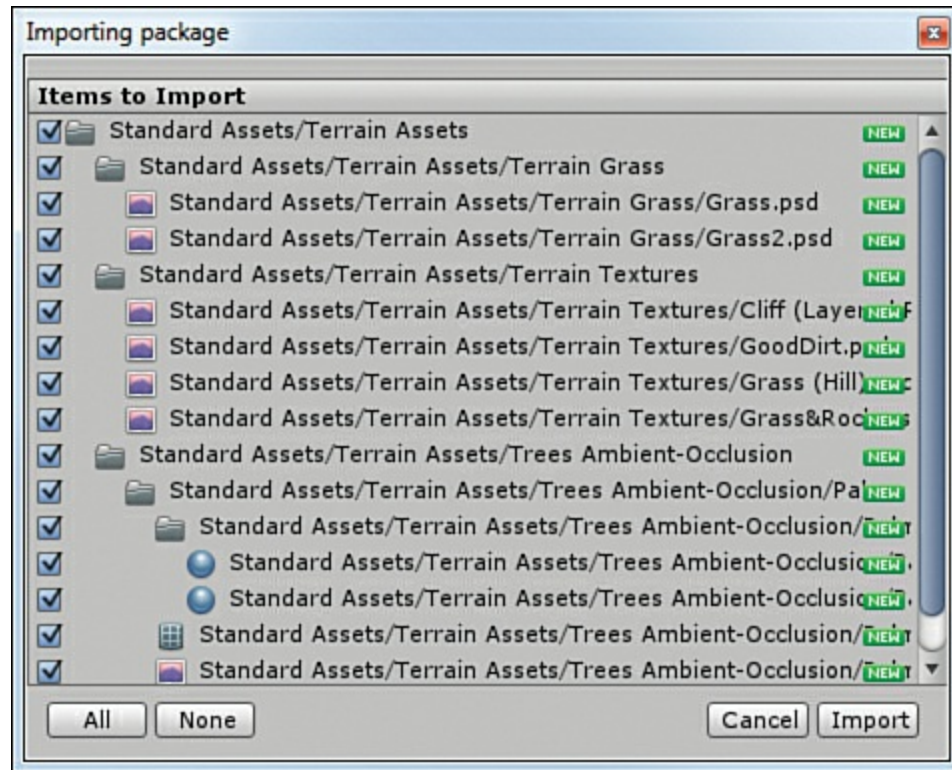 Importing package
Items to Import
Standard Assets/Terrain Assets NEW
Standard Assets/Terrain Assets/Terrain Grass NEW
Standard Assets/Terrain Assets/Terrain Grass/Grass.psd NEW
Standard Assets/Terrain Assets/Terrain Grass/Grass2.psd NEW
Standard Assets/Terrain Assets/Terrain Textures NEW
Standard Assets/Terrain Assets/Terrain Textures/Cliff NEW
Standard Assets/Terrain Assets/Terrain Textures/GoodDirt.p NEW
Standard Assets/Terrain Assets/Terrain Textures/Grass (Hill) NEW
Standard Assets/Terrain Assets/Terrain Textures/Grass&Roc NEW
Standard Assets/Terrain Assets/Trees Ambient-Occlusion NEW
Standard Assets/Terrain Assets/Trees Ambient-Occlusion/Pa NEW
Standard Assets/Terrain Assets/Trees Ambient-Occlusion/ NEW
Standard Assets/Terrain Assets/Trees Ambient-Occlusi NEW
Standard Assets/Terrain Assets/Trees Ambient-Occlusi NEW
Standard Assets/Terrain Assets/Trees Ambient-Occlusion/ NEW
Standard Assets/Terrain Assets/Trees Ambient-Occlusion/ NEW
All None Cancel Import